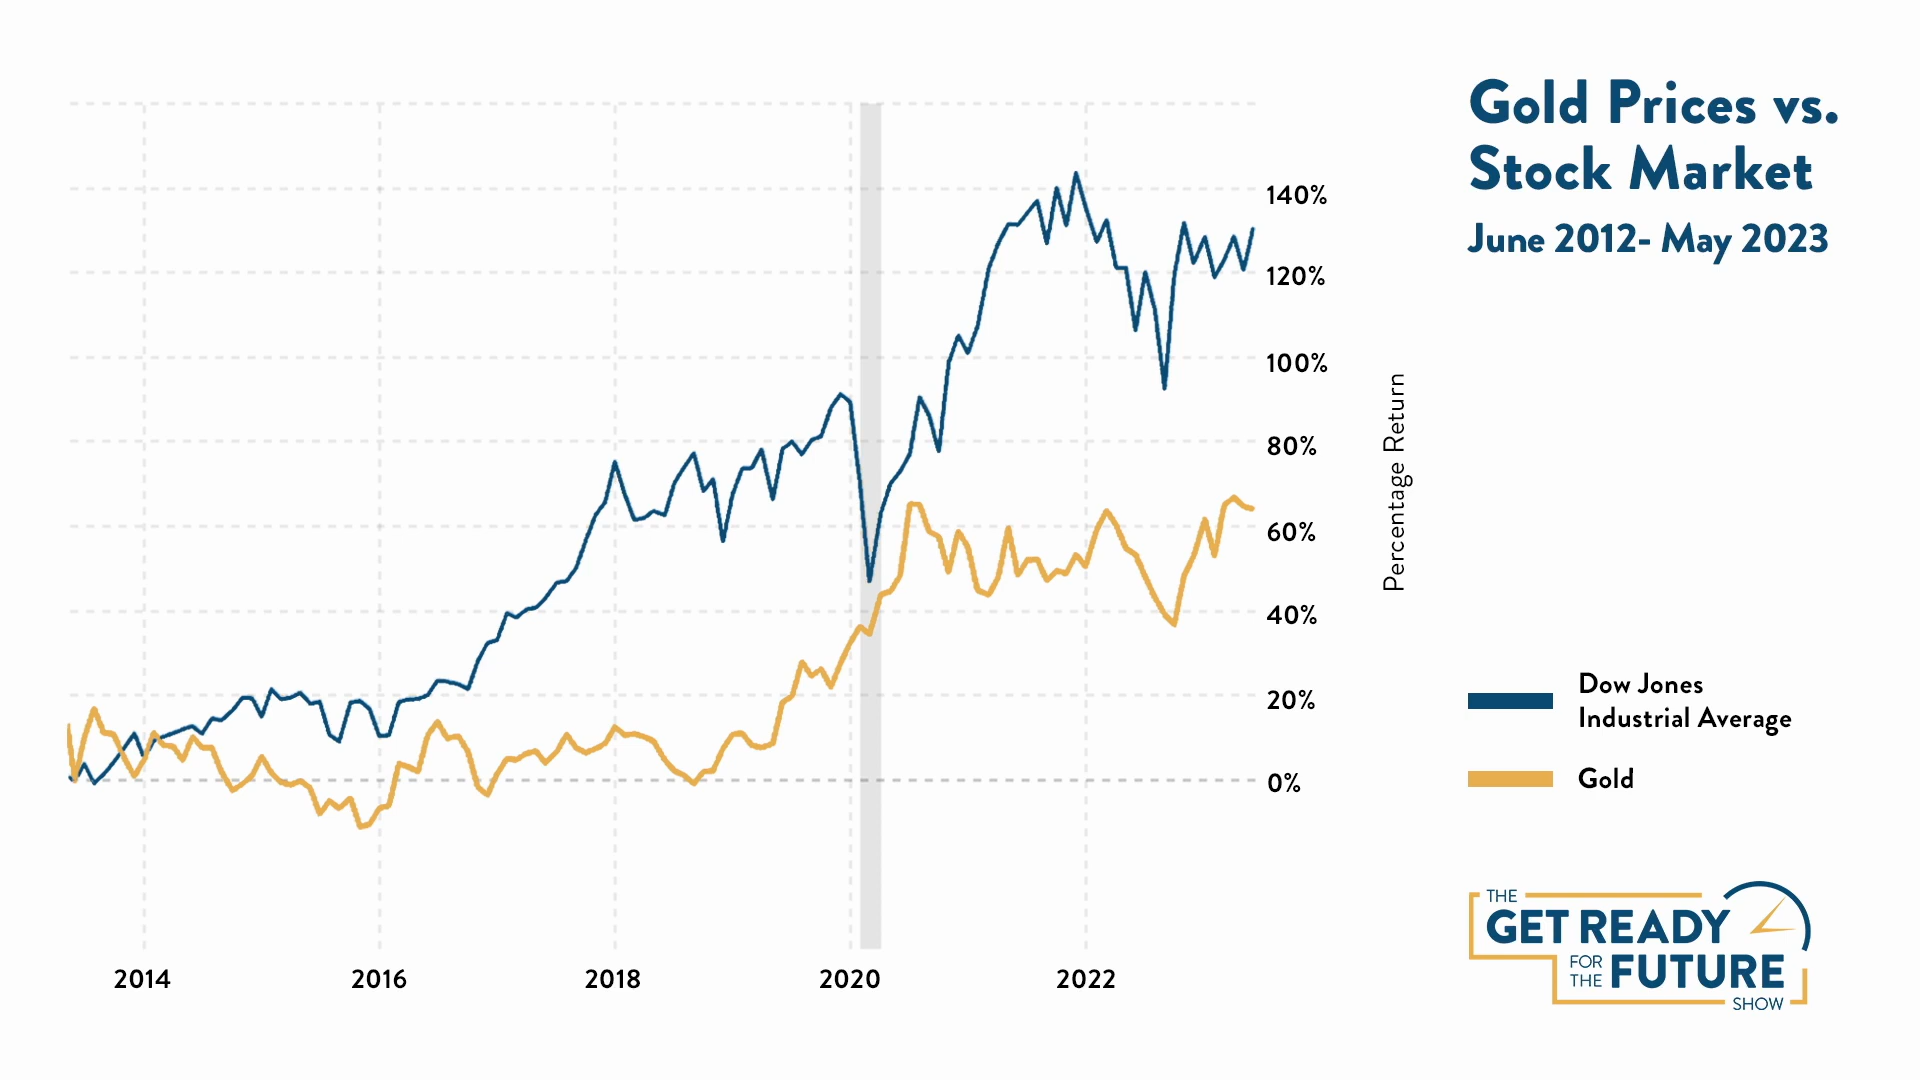 Gold Prices vs.
Stock Market
June 2012- May 2023
140%
120%
100%
80%
60%
40%
20%
0%
Percentage Return
2014
2016
2018
2020
2022
Dow Jones
Industrial Average
Gold
THE
GET READY
FOR
THE
FUTURE
SHOW